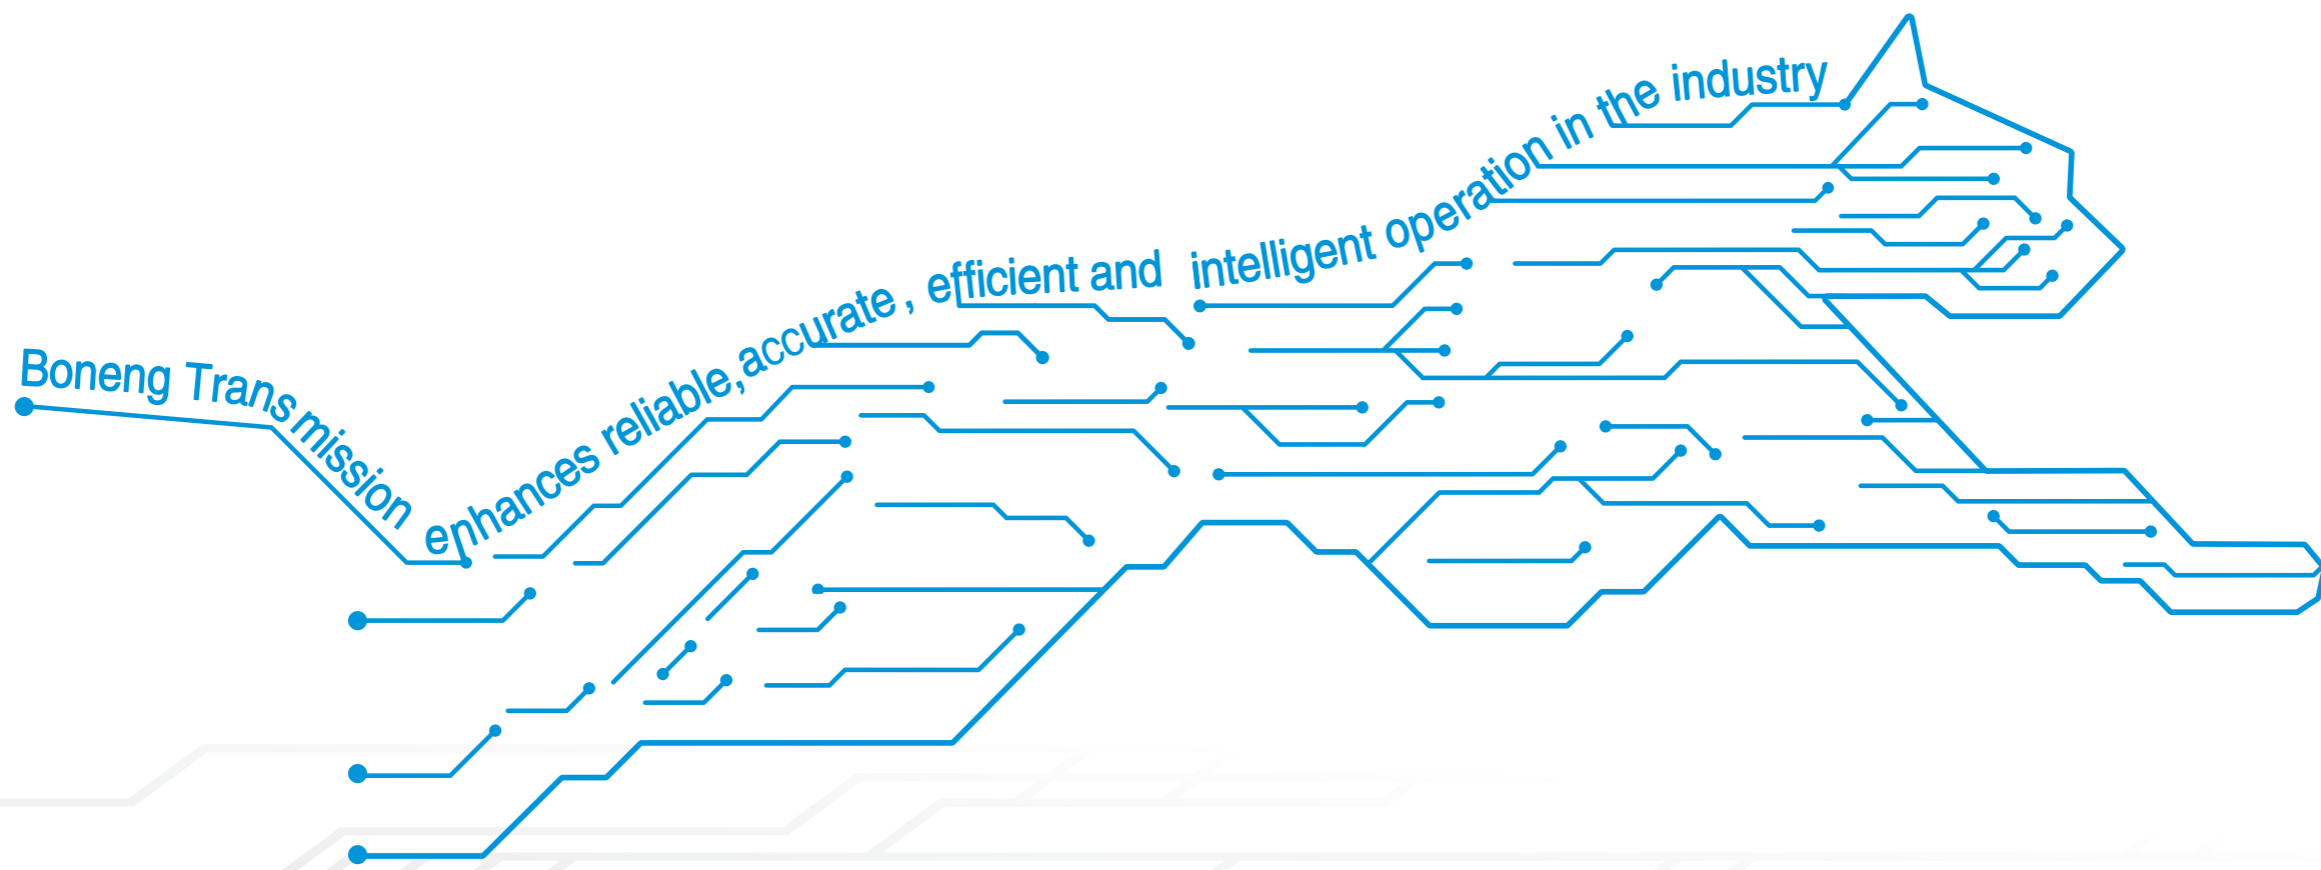 Boneng Transmission enhances reliable, accurate, efficient and intelligent operation in the industry